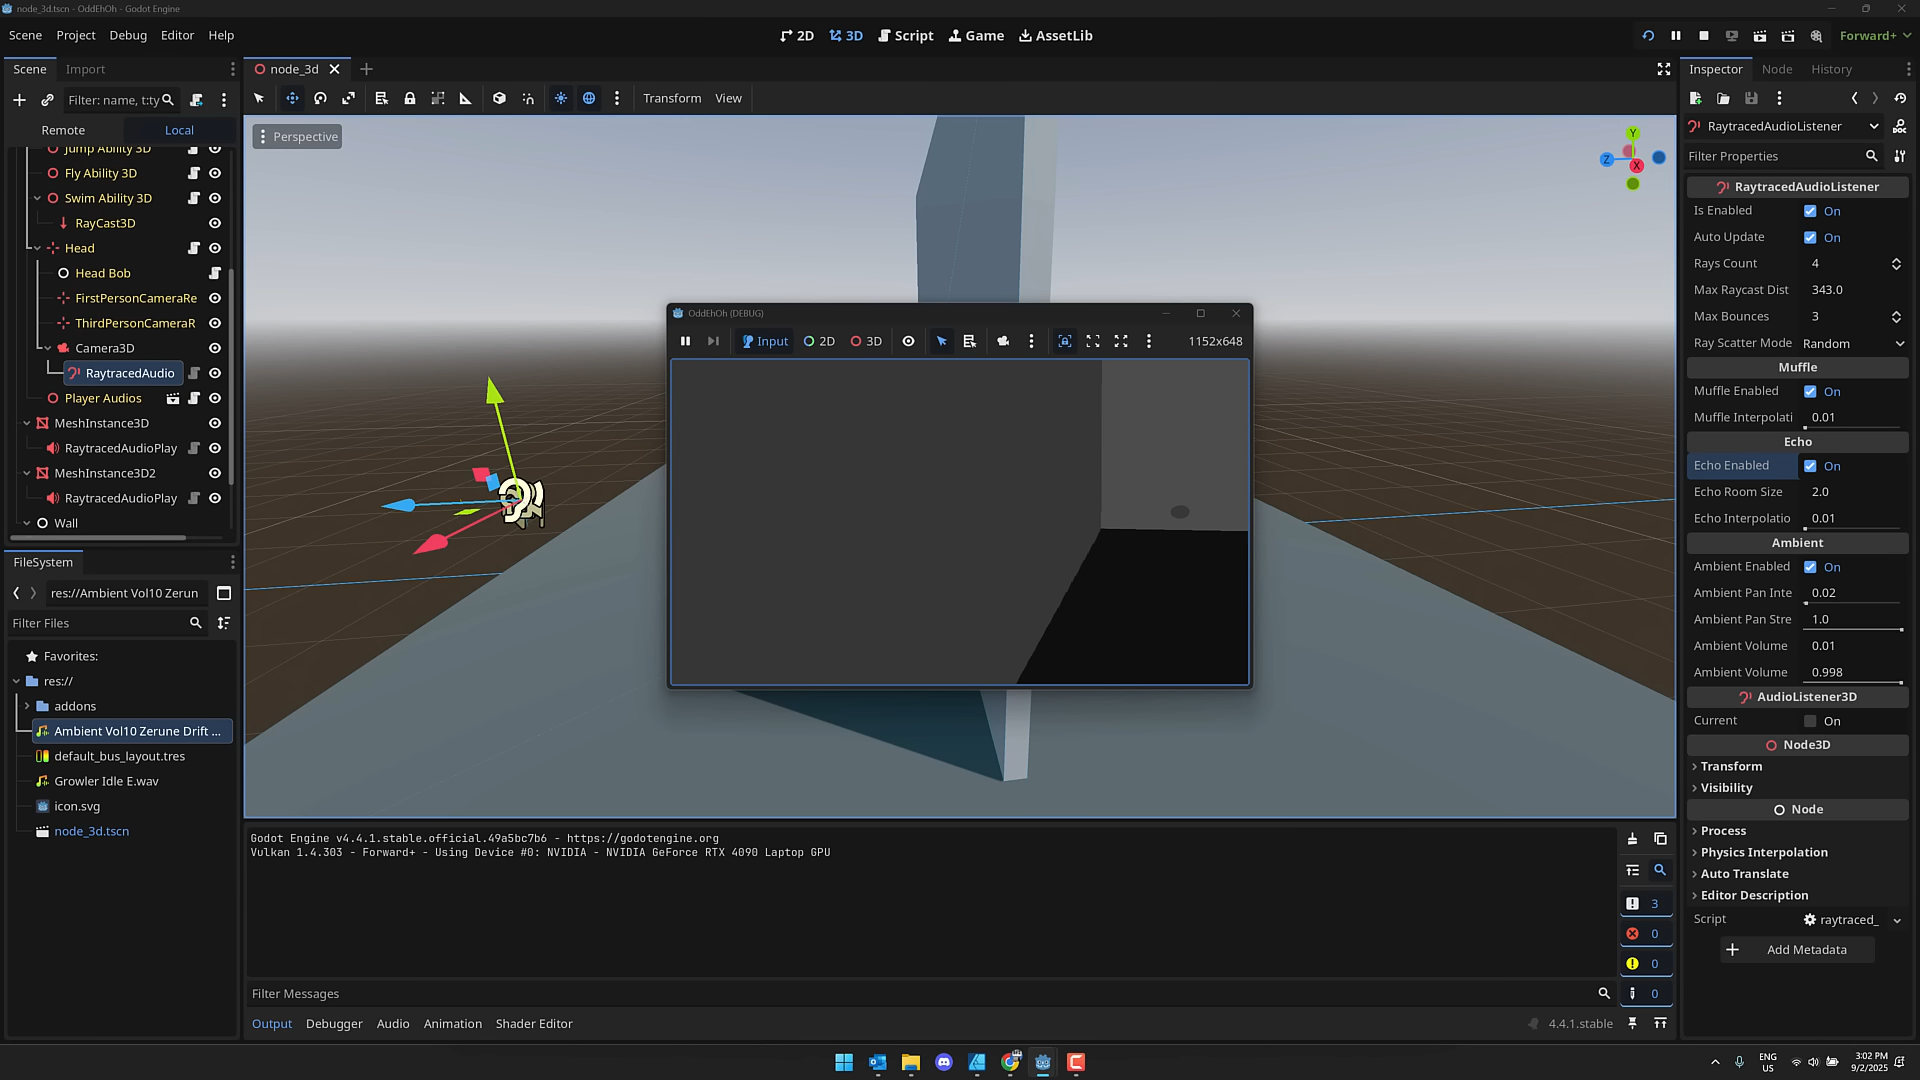 node_3d.tscn - OddEhOh - Godot Engine
Scene Project Debug Editor Help
2D 3D Script Game AssetLib
Forward+
Scene Import
node_3d
Inspector Node History
Filter: name, t:ty
Transform View
Remote Local
RaytracedAudioListener
Perspective
Y
Z
X
Filter Properties
Jump Ability 3D
Fly Ability 3D
Swim Ability 3D
RayCast3D
Head
Head Bob
FirstPersonCameraRe
ThirdPersonCameraR
Camera3D
RaytracedAudio
Player Audios
MeshInstance3D
RaytracedAudioPlay
MeshInstance3D2
RaytracedAudioPlay
Wall
OddEhOh (DEBUG)
Input 2D 3D
1152x648
RaytracedAudioListener
Is Enabled On
Auto Update On
Rays Count 4
Max Raycast Dist 343.0
Max Bounces 3
Ray Scatter Mode Random
Muffle
Muffle Enabled On
Muffle Interpolati 0.01
Echo
Echo Enabled On
Echo Room Size 2.0
Echo Interpolatio 0.01
Ambient
Ambient Enabled On
Ambient Pan Inte 0.02
Ambient Pan Stre 1.0
Ambient Volume 0.01
Ambient Volume 0.998
AudioListener3D
Current On
Node3D
Transform
Visibility
Node
Process
Physics Interpolation
Auto Translate
Editor Description
Script raytraced_
Add Metadata
FileSystem
res://Ambient Vol10 Zerun
Filter Files
Favorites:
res://
addons
Ambient Vol10 Zerune Drift ...
default_bus_layout.tres
Growler Idle E.wav
icon.svg
node_3d.tscn
Godot Engine v4.4.1.stable.official.49a5bc7b6 - https://godotengine.org
Vulkan 1.4.303 - Forward+ - Using Device #0: NVIDIA - NVIDIA GeForce RTX 4090 Laptop GPU
3
0
0
0
Filter Messages
Output Debugger Audio Animation Shader Editor
4.4.1.stable
ENG
US
3:02 PM
9/2/2025